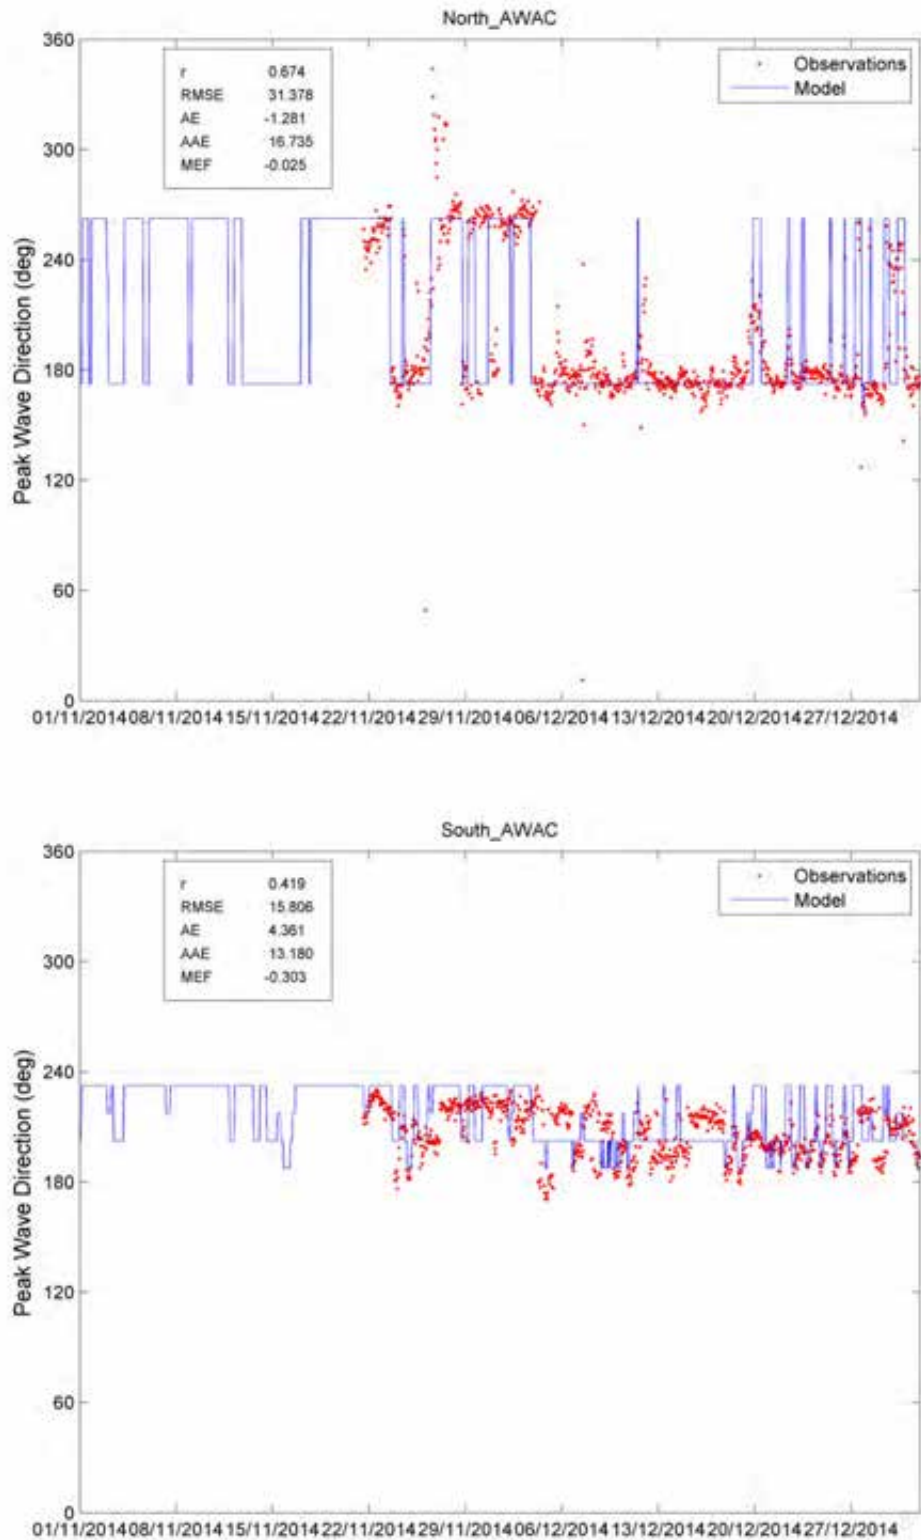 North_AWAC
360
300
240
180
120
60
0
Peak Wave Direction (deg)
r 0.674
RMSE 31.378
AE -1.281
AAE 16.735
MEF -0.025
Observations
Model
01/11/2014 08/11/2014 15/11/2014 22/11/2014 29/11/2014 06/12/2014 13/12/2014 20/12/2014 27/12/2014
South_AWAC
360
300
240
180
120
60
0
Peak Wave Direction (deg)
r 0.419
RMSE 15.806
AE 4.361
AAE 13.180
MEF -0.303
Observations
Model
01/11/2014 08/11/2014 15/11/2014 22/11/2014 29/11/2014 06/12/2014 13/12/2014 20/12/2014 27/12/2014